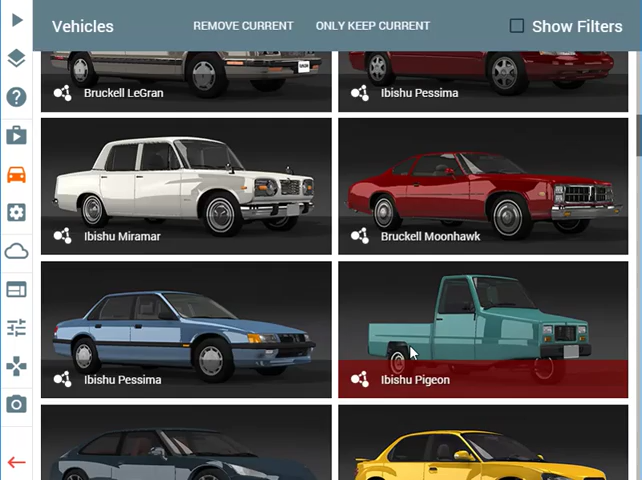 Vehicles REMOVE CURRENT ONLY KEEP CURRENT Show Filters
Bruckell LeGran Ibishu Pessima
Ibishu Miramar Bruckell Moonhawk
Ibishu Pessima Ibishu Pigeon